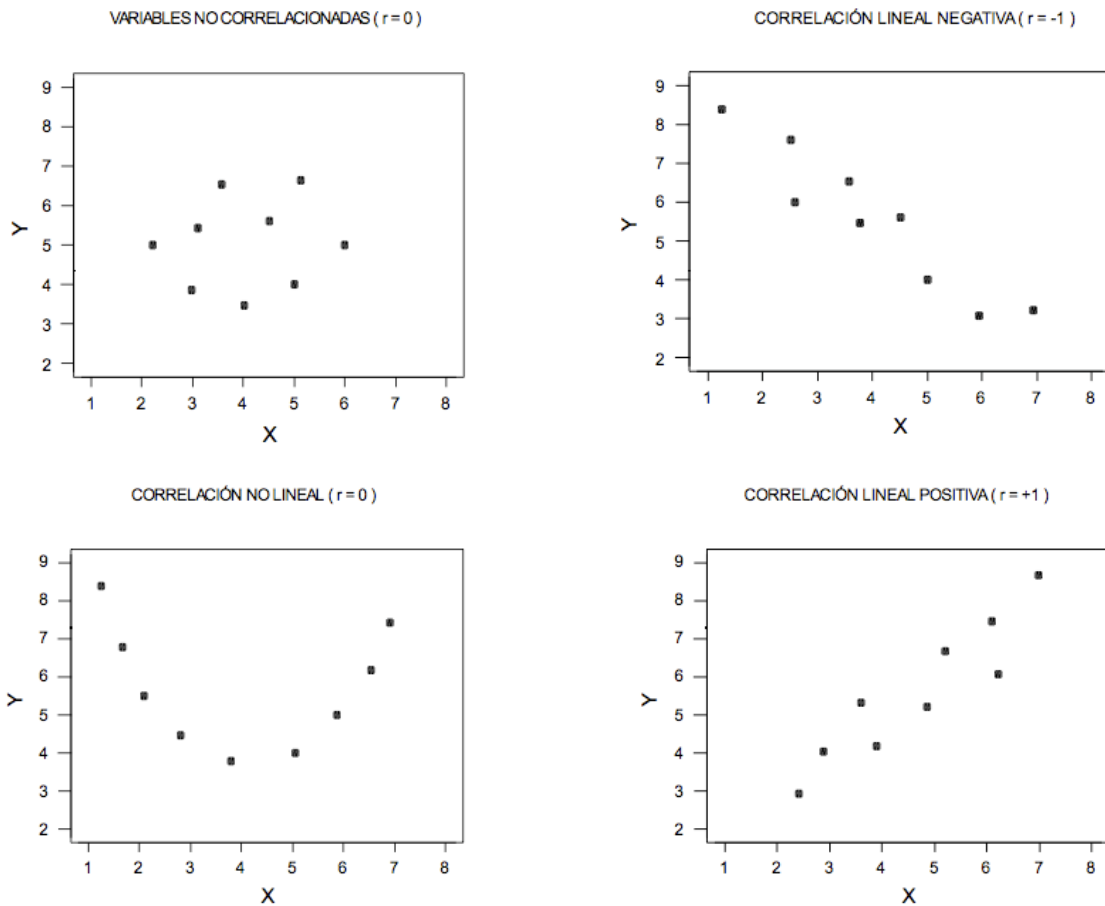 VARIABLES NO CORRELACIONADAS ( r = 0 )
9
8
7
6
5
4
3
2
Y
1 2 3 4 5 6 7 8
X
CORRELACIÓN LINEAL NEGATIVA ( r = -1 )
9
8
7
6
5
4
3
2
Y
1 2 3 4 5 6 7 8
X
CORRELACIÓN NO LINEAL ( r = 0 )
9
8
7
6
5
4
3
2
Y
1 2 3 4 5 6 7 8
X
CORRELACIÓN LINEAL POSITIVA ( r = +1 )
9
8
7
6
5
4
3
2
Y
1 2 3 4 5 6 7 8
X